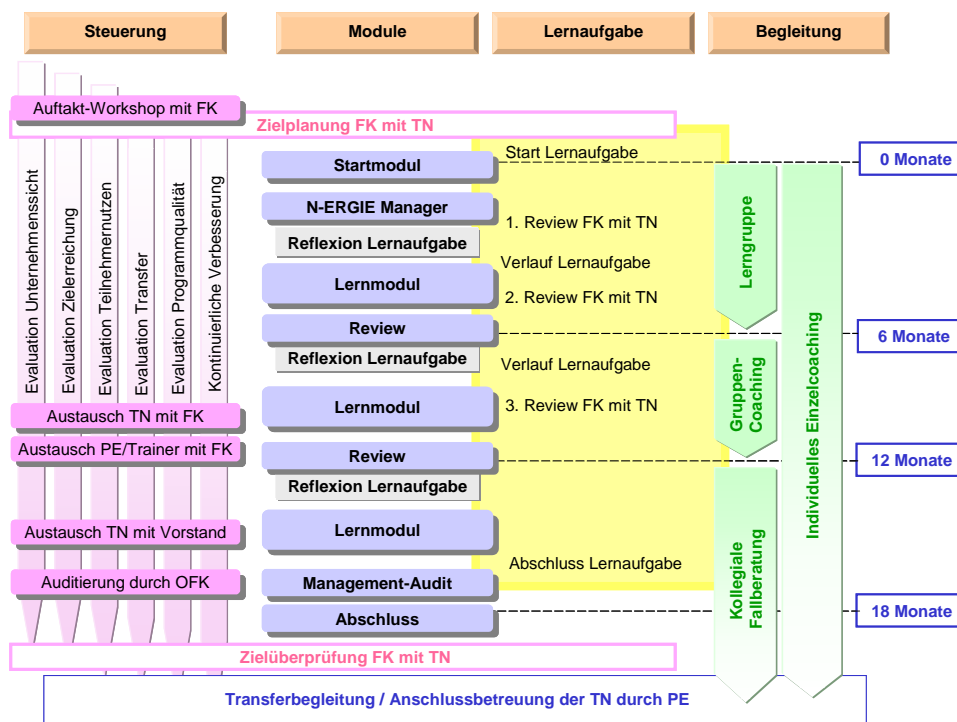 Steuerung
Module
Lernaufgabe
Begleitung
Auftakt-Workshop mit FK
Zielplanung FK mit TN
Evaluation Unternehmenssicht
Evaluation Zielerreichung
Evaluation Teilnehmernutzen
Evaluation Transfer
Evaluation Programmqualität
Kontinuierliche Verbesserung
Austausch TN mit FK
Austausch PE/Trainer mit FK
Austausch TN mit Vorstand
Auditierung durch OFK
Startmodul
N-ERGIE Manager
Reflexion Lernaufgabe
Lernmodul
Review
Reflexion Lernaufgabe
Lernmodul
Review
Reflexion Lernaufgabe
Lernmodul
Management-Audit
Abschluss
Start Lernaufgabe
1. Review FK mit TN
Verlauf Lernaufgabe
2. Review FK mit TN
Verlauf Lernaufgabe
3. Review FK mit TN
Abschluss Lernaufgabe
Lerngruppe
Gruppen-
Coaching
Kollegiale
Fallberatung
Individuelles Einzelcoaching
0 Monate
6 Monate
12 Monate
18 Monate
Zielüberprüfung FK mit TN
Transferbegleitung / Anschlussbetreuung der TN durch PE